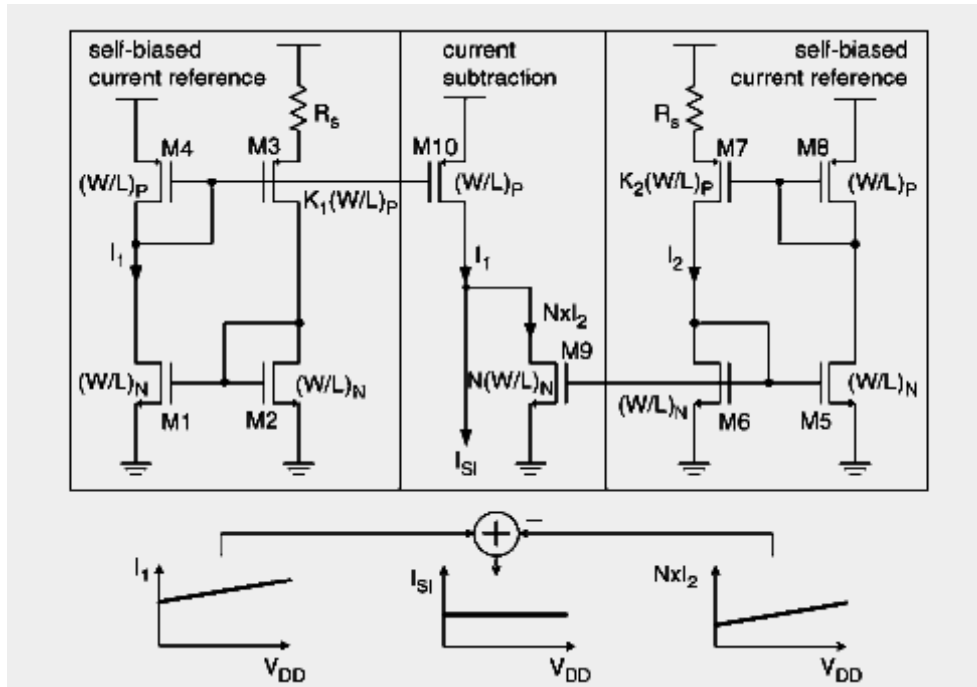 self-biased
current reference
current
subtraction
self-biased
current reference
Rs
Rs
M4
M3
M10
M7
M8
(W/L)P
K1(W/L)P
(W/L)P
K2(W/L)P
(W/L)P
I1
I1
I2
NxI2
M9
(W/L)N
(W/L)N
N(W/L)N
(W/L)N
(W/L)N
M1
M2
M6
M5
ISI
+
−
I1
ISI
NxI2
VDD
VDD
VDD